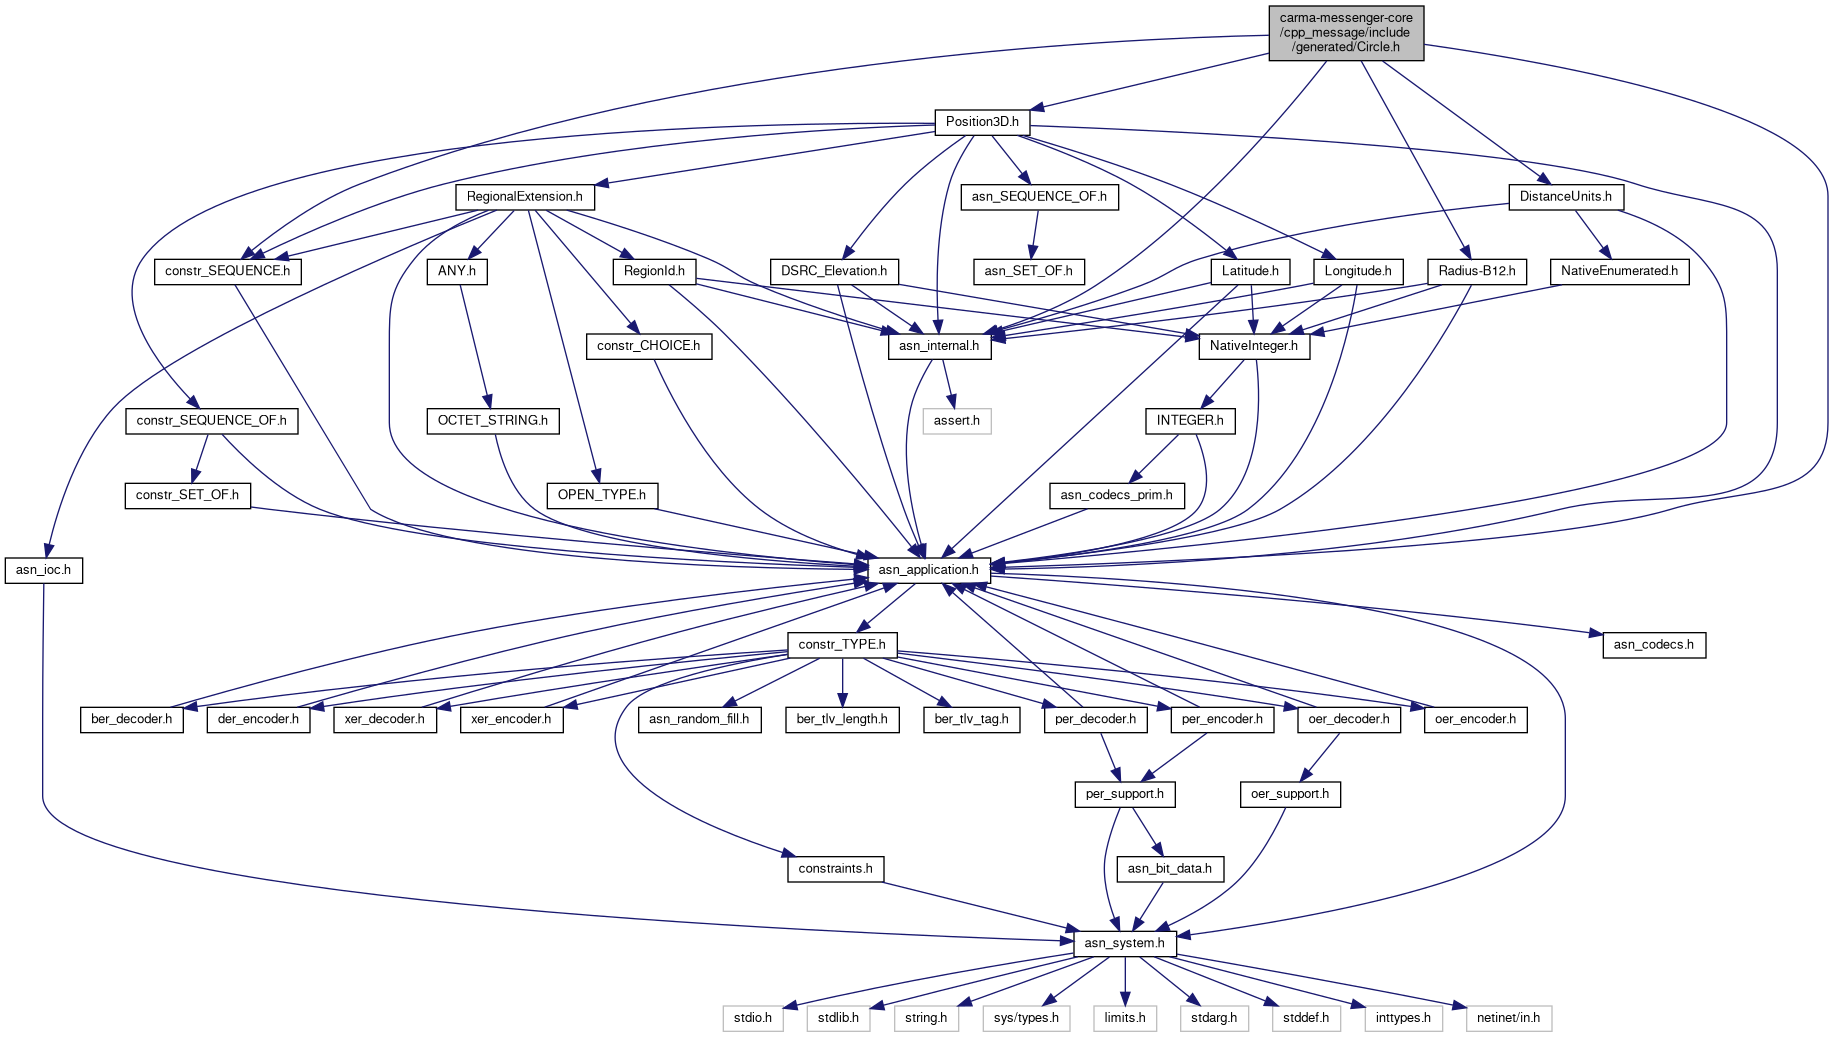 carma-messenger-core
/cpp_message/include
/generated/Circle.h
Position3D.h
RegionalExtension.h
asn_SEQUENCE_OF.h
DistanceUnits.h
constr_SEQUENCE.h
ANY.h
RegionId.h
DSRC_Elevation.h
asn_SET_OF.h
Latitude.h
Longitude.h
Radius-B12.h
NativeEnumerated.h
constr_CHOICE.h
asn_internal.h
NativeInteger.h
constr_SEQUENCE_OF.h
OCTET_STRING.h
assert.h
INTEGER.h
constr_SET_OF.h
OPEN_TYPE.h
asn_codecs_prim.h
asn_ioc.h
asn_application.h
constr_TYPE.h
asn_codecs.h
ber_decoder.h
der_encoder.h
xer_decoder.h
xer_encoder.h
asn_random_fill.h
ber_tlv_length.h
ber_tlv_tag.h
per_decoder.h
per_encoder.h
oer_decoder.h
oer_encoder.h
per_support.h
oer_support.h
constraints.h
asn_bit_data.h
asn_system.h
stdio.h
stdlib.h
string.h
sys/types.h
limits.h
stdarg.h
stddef.h
inttypes.h
netinet/in.h